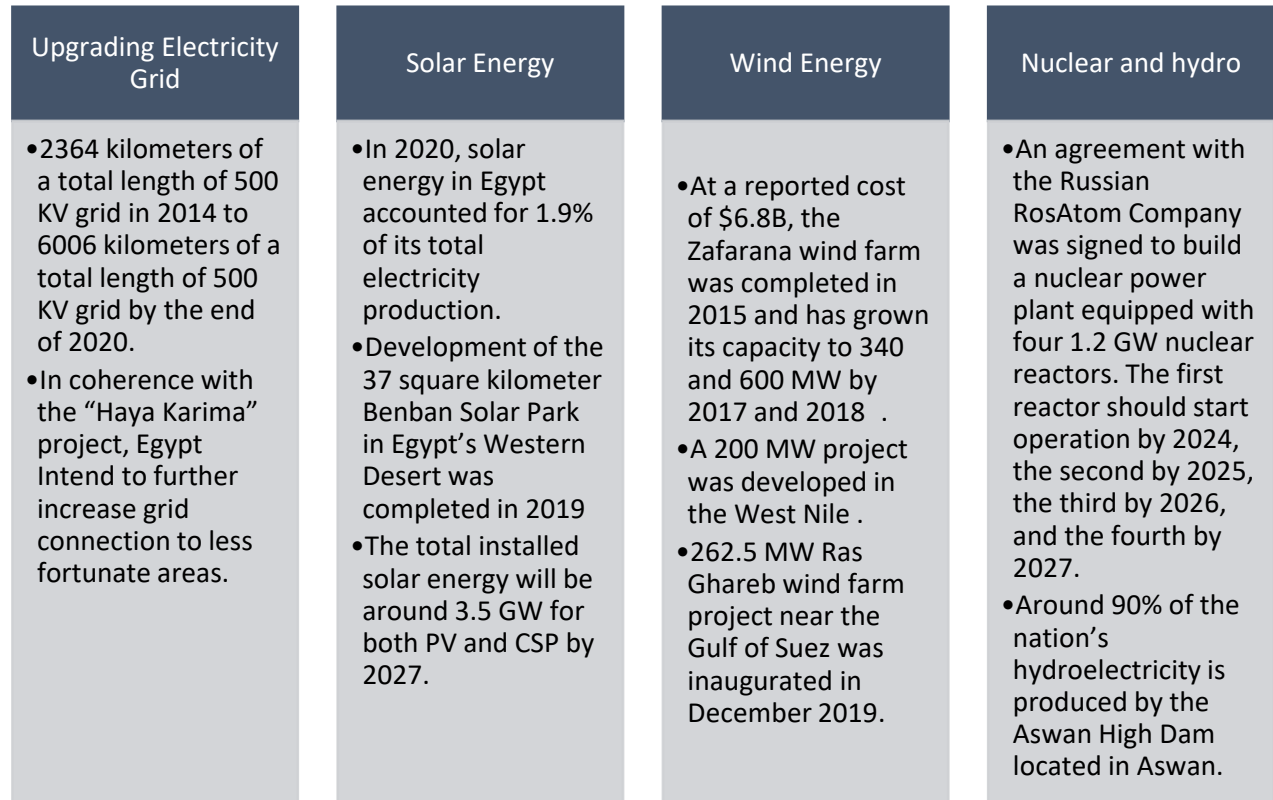 Upgrading Electricity
Grid
•2364 kilometers of
a total length of 500
KV grid in 2014 to
6006 kilometers of a
total length of 500
KV grid by the end
of 2020.
•In coherence with
the “Haya Karima”
project, Egypt
Intend to further
increase grid
connection to less
fortunate areas.
Solar Energy
•In 2020, solar
energy in Egypt
accounted for 1.9%
of its total
electricity
production.
•Development of the
37 square kilometer
Benban Solar Park
in Egypt’s Western
Desert was
completed in 2019
•The total installed
solar energy will be
around 3.5 GW for
both PV and CSP by
2027.
Wind Energy
•At a reported cost
of $6.8B, the
Zafarana wind farm
was completed in
2015 and has grown
its capacity to 340
and 600 MW by
2017 and 2018 .
•A 200 MW project
was developed in
the West Nile .
•262.5 MW Ras
Ghareb wind farm
project near the
Gulf of Suez was
inaugurated in
December 2019.
Nuclear and hydro
•An agreement with
the Russian
RosAtom Company
was signed to build
a nuclear power
plant equipped with
four 1.2 GW nuclear
reactors. The first
reactor should start
operation by 2024,
the second by 2025,
the third by 2026,
and the fourth by
2027.
•Around 90% of the
nation’s
hydroelectricity is
produced by the
Aswan High Dam
located in Aswan.